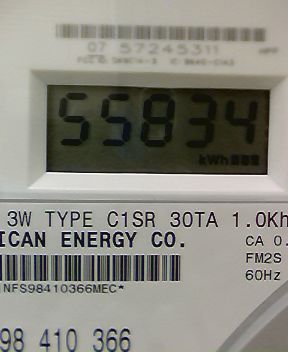 07 57245311
55834
kWh
3W TYPE C1SR 30TA 1.0Kh
ICAN ENERGY CO.
CA 0.
FM2S
NFS98410366MEC*
60Hz
98 410 366